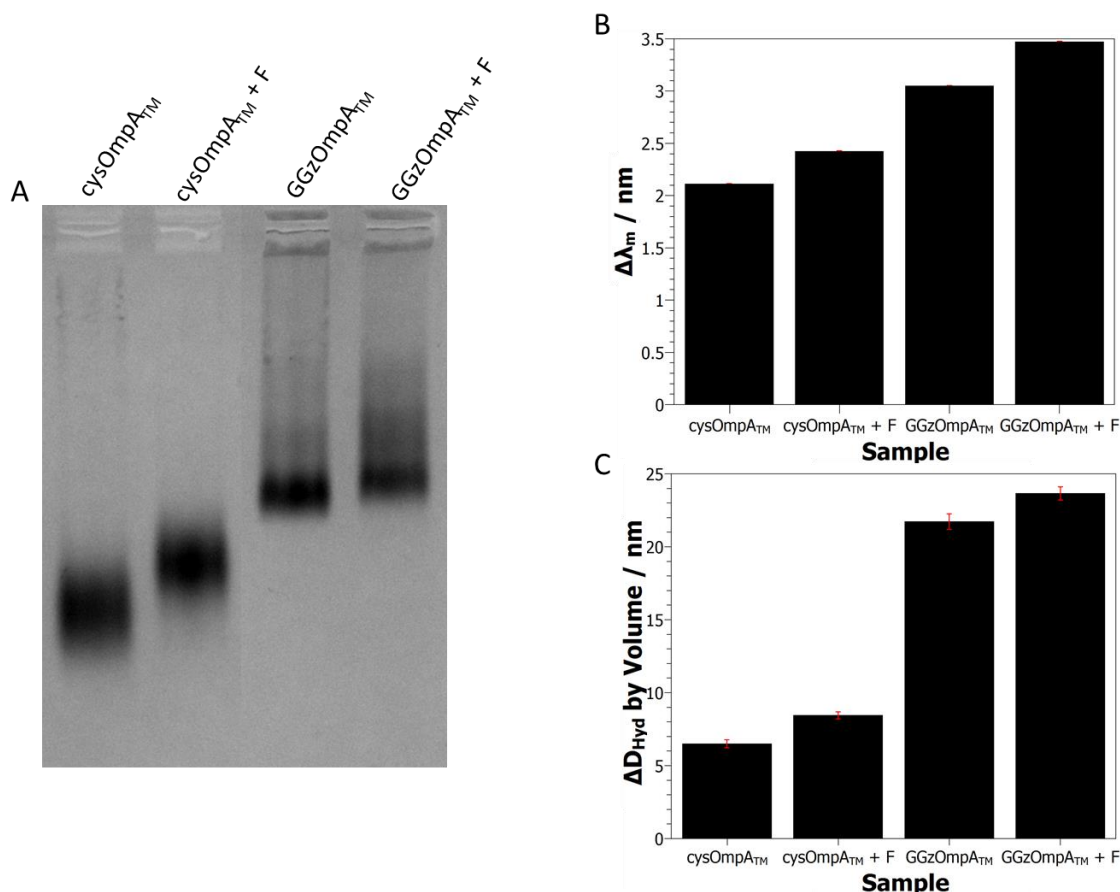 A
cysOmpA_TM
cysOmpA_TM + F
GGzOmpA_TM
GGzOmpA_TM + F
B
Δλm / nm
3.5
3
2.5
2
1.5
1
0.5
0
cysOmpA_TM
cysOmpA_TM + F
GGzOmpA_TM
GGzOmpA_TM + F
Sample
C
ΔD_Hyd by Volume / nm
25
20
15
10
5
0
cysOmpA_TM
cysOmpA_TM + F
GGzOmpA_TM
GGzOmpA_TM + F
Sample